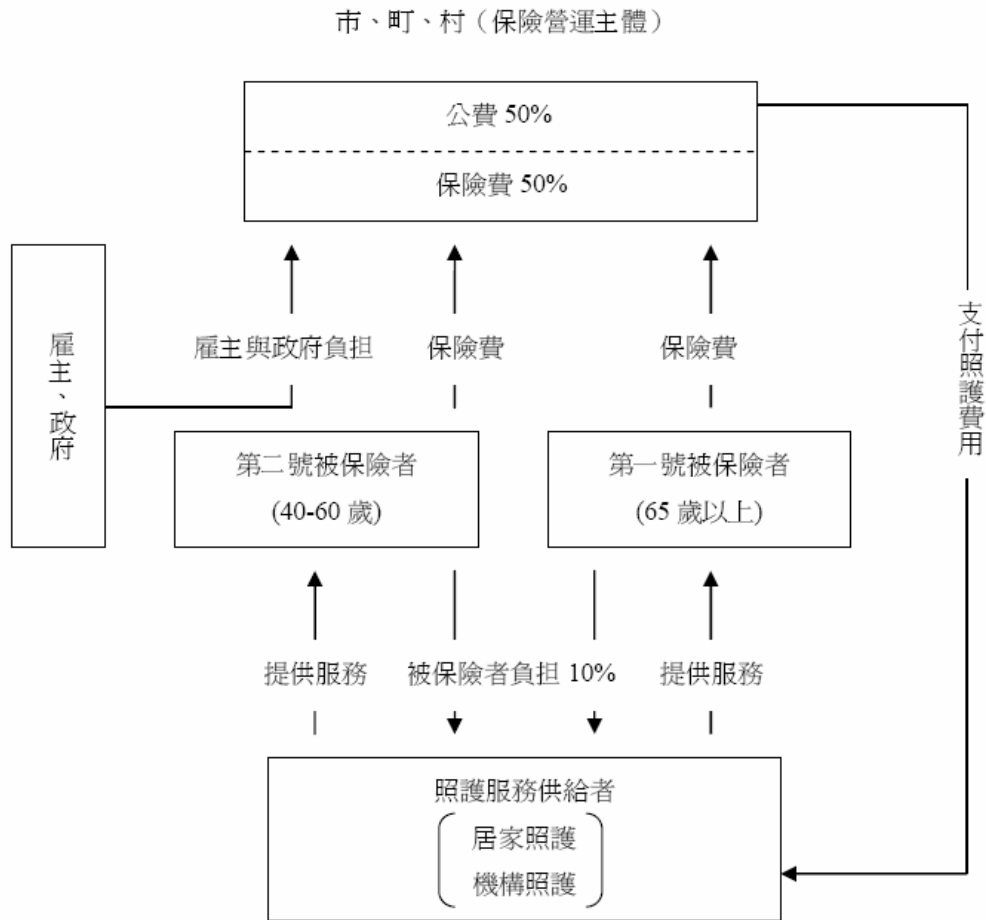 市、町、村（保險營運主體）
公費 50%
保險費 50%
雇主、政府
雇主與政府負担
保險費
保險費
支付照護費用
第二號被保險者
(40-60 歲)
第一號被保險者
(65 歲以上)
提供服務
被保險者負担 10%
提供服務
照護服務供給者
居家照護
機構照護